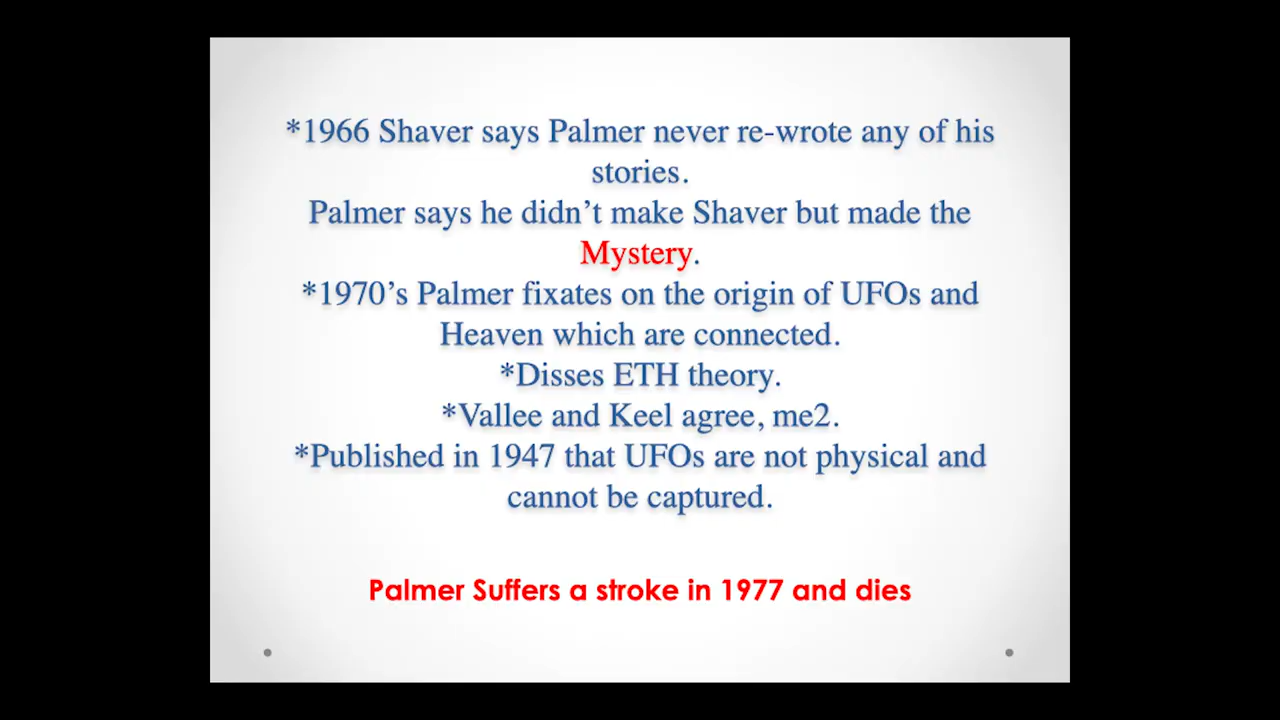 *1966 Shaver says Palmer never re-wrote any of his
stories.
Palmer says he didn’t make Shaver but made the
Mystery.
*1970’s Palmer fixates on the origin of UFOs and
Heaven which are connected.
*Disses ETH theory.
*Vallee and Keel agree, me2.
*Published in 1947 that UFOs are not physical and
cannot be captured.
Palmer Suffers a stroke in 1977 and dies